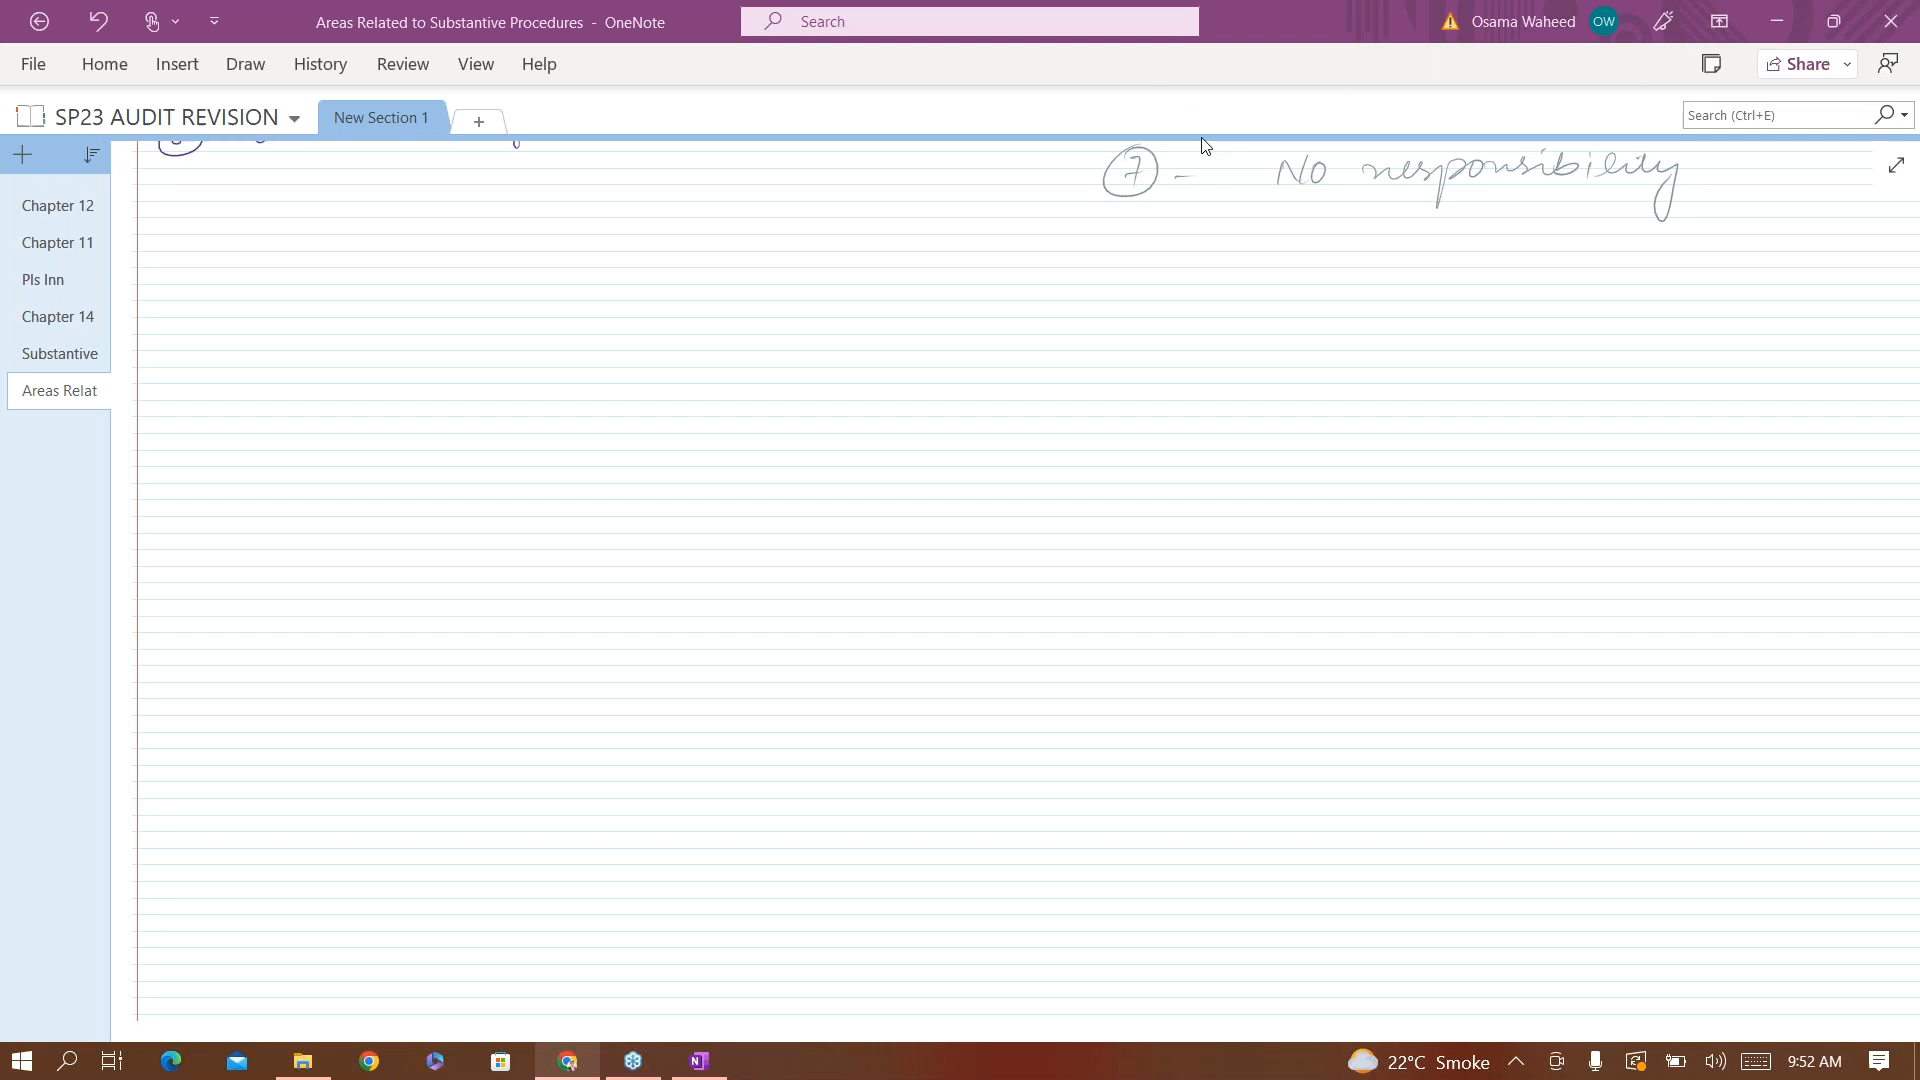 Areas Related to Substantive Procedures - OneNote
Search
Osama Waheed OW
File Home Insert Draw History Review View Help
Share
SP23 AUDIT REVISION
New Section 1
Search (Ctrl+E)
7 - No responsibility
Chapter 12
Chapter 11
PIs Inn
Chapter 14
Substantive
Areas Relat
22°C Smoke
9:52 AM